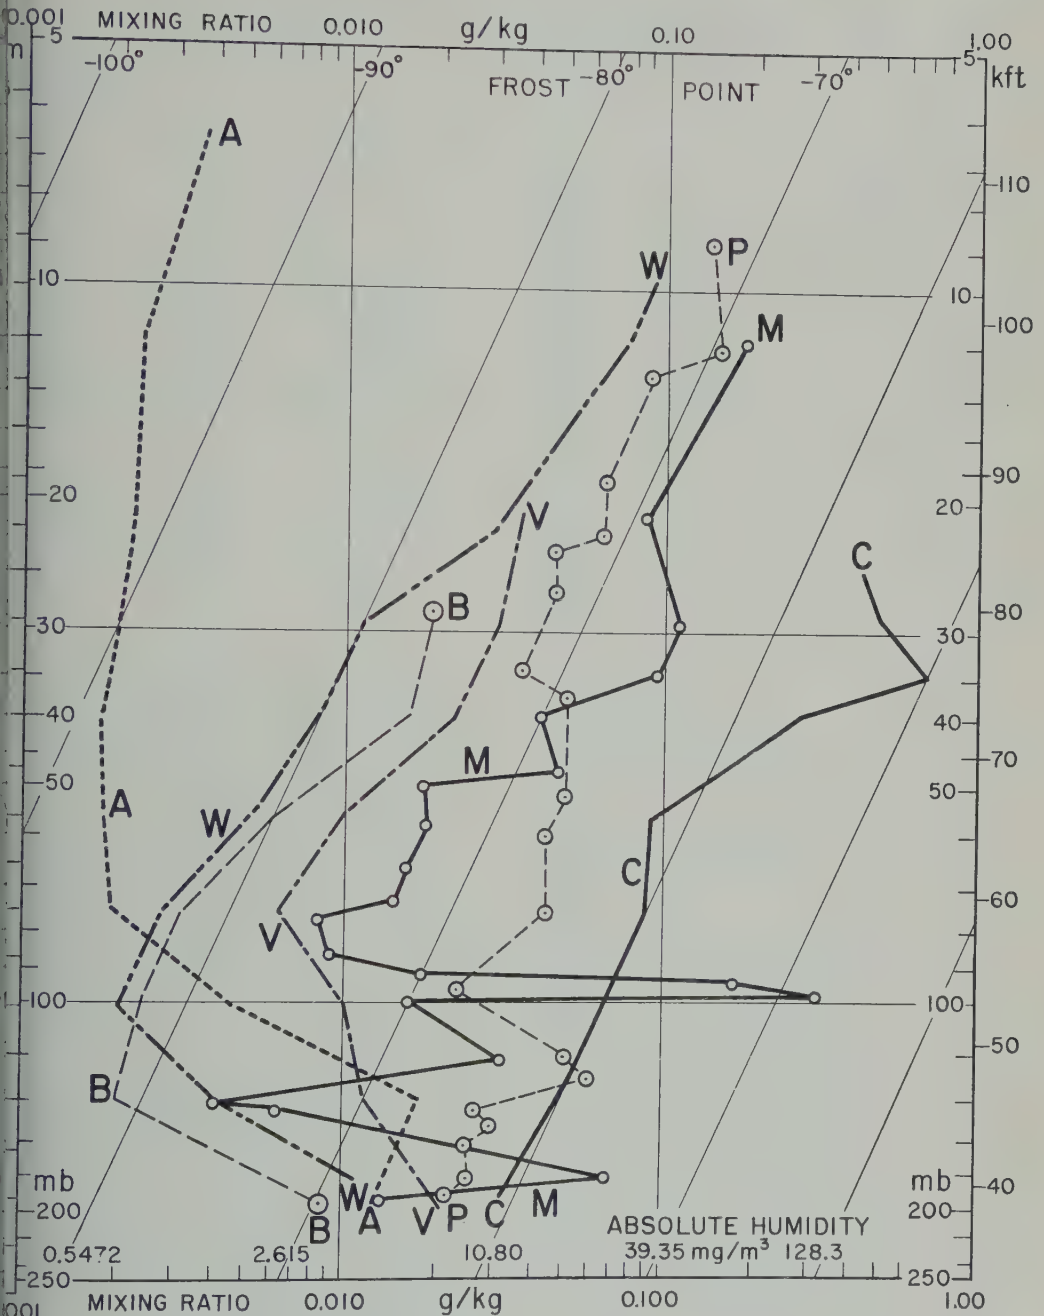 0.001 MIXING RATIO 0.010 g/kg 0.10 1.00
5 5
kft
-100° -90° -80° -70°
FROST POINT
A
110
W P
10 10
M 100
20 90
V 20
C
B 80
30 30
40 40
M 70
50 50
A W
C
60
V
100 100
50
B
mb mb
W M 40
200 B A V P C 200
ABSOLUTE HUMIDITY
0.5472 2.615 10.80 39.35 mg/m³ 128.3
250 250
MIXING RATIO 0.010 g/kg 0.100 1.00